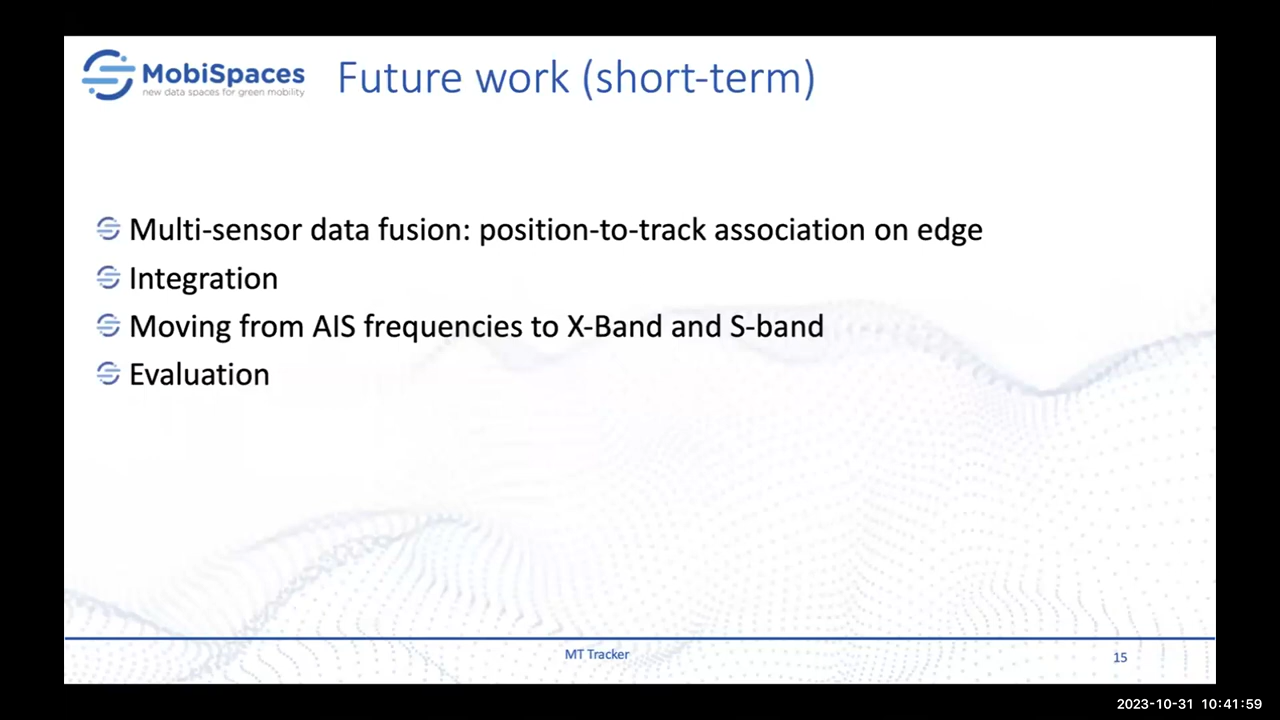 MobiSpaces
new data spaces for green mobility
Future work (short-term)
Multi-sensor data fusion: position-to-track association on edge
Integration
Moving from AIS frequencies to X-Band and S-band
Evaluation
MT Tracker
15
2023-10-31 10:41:59